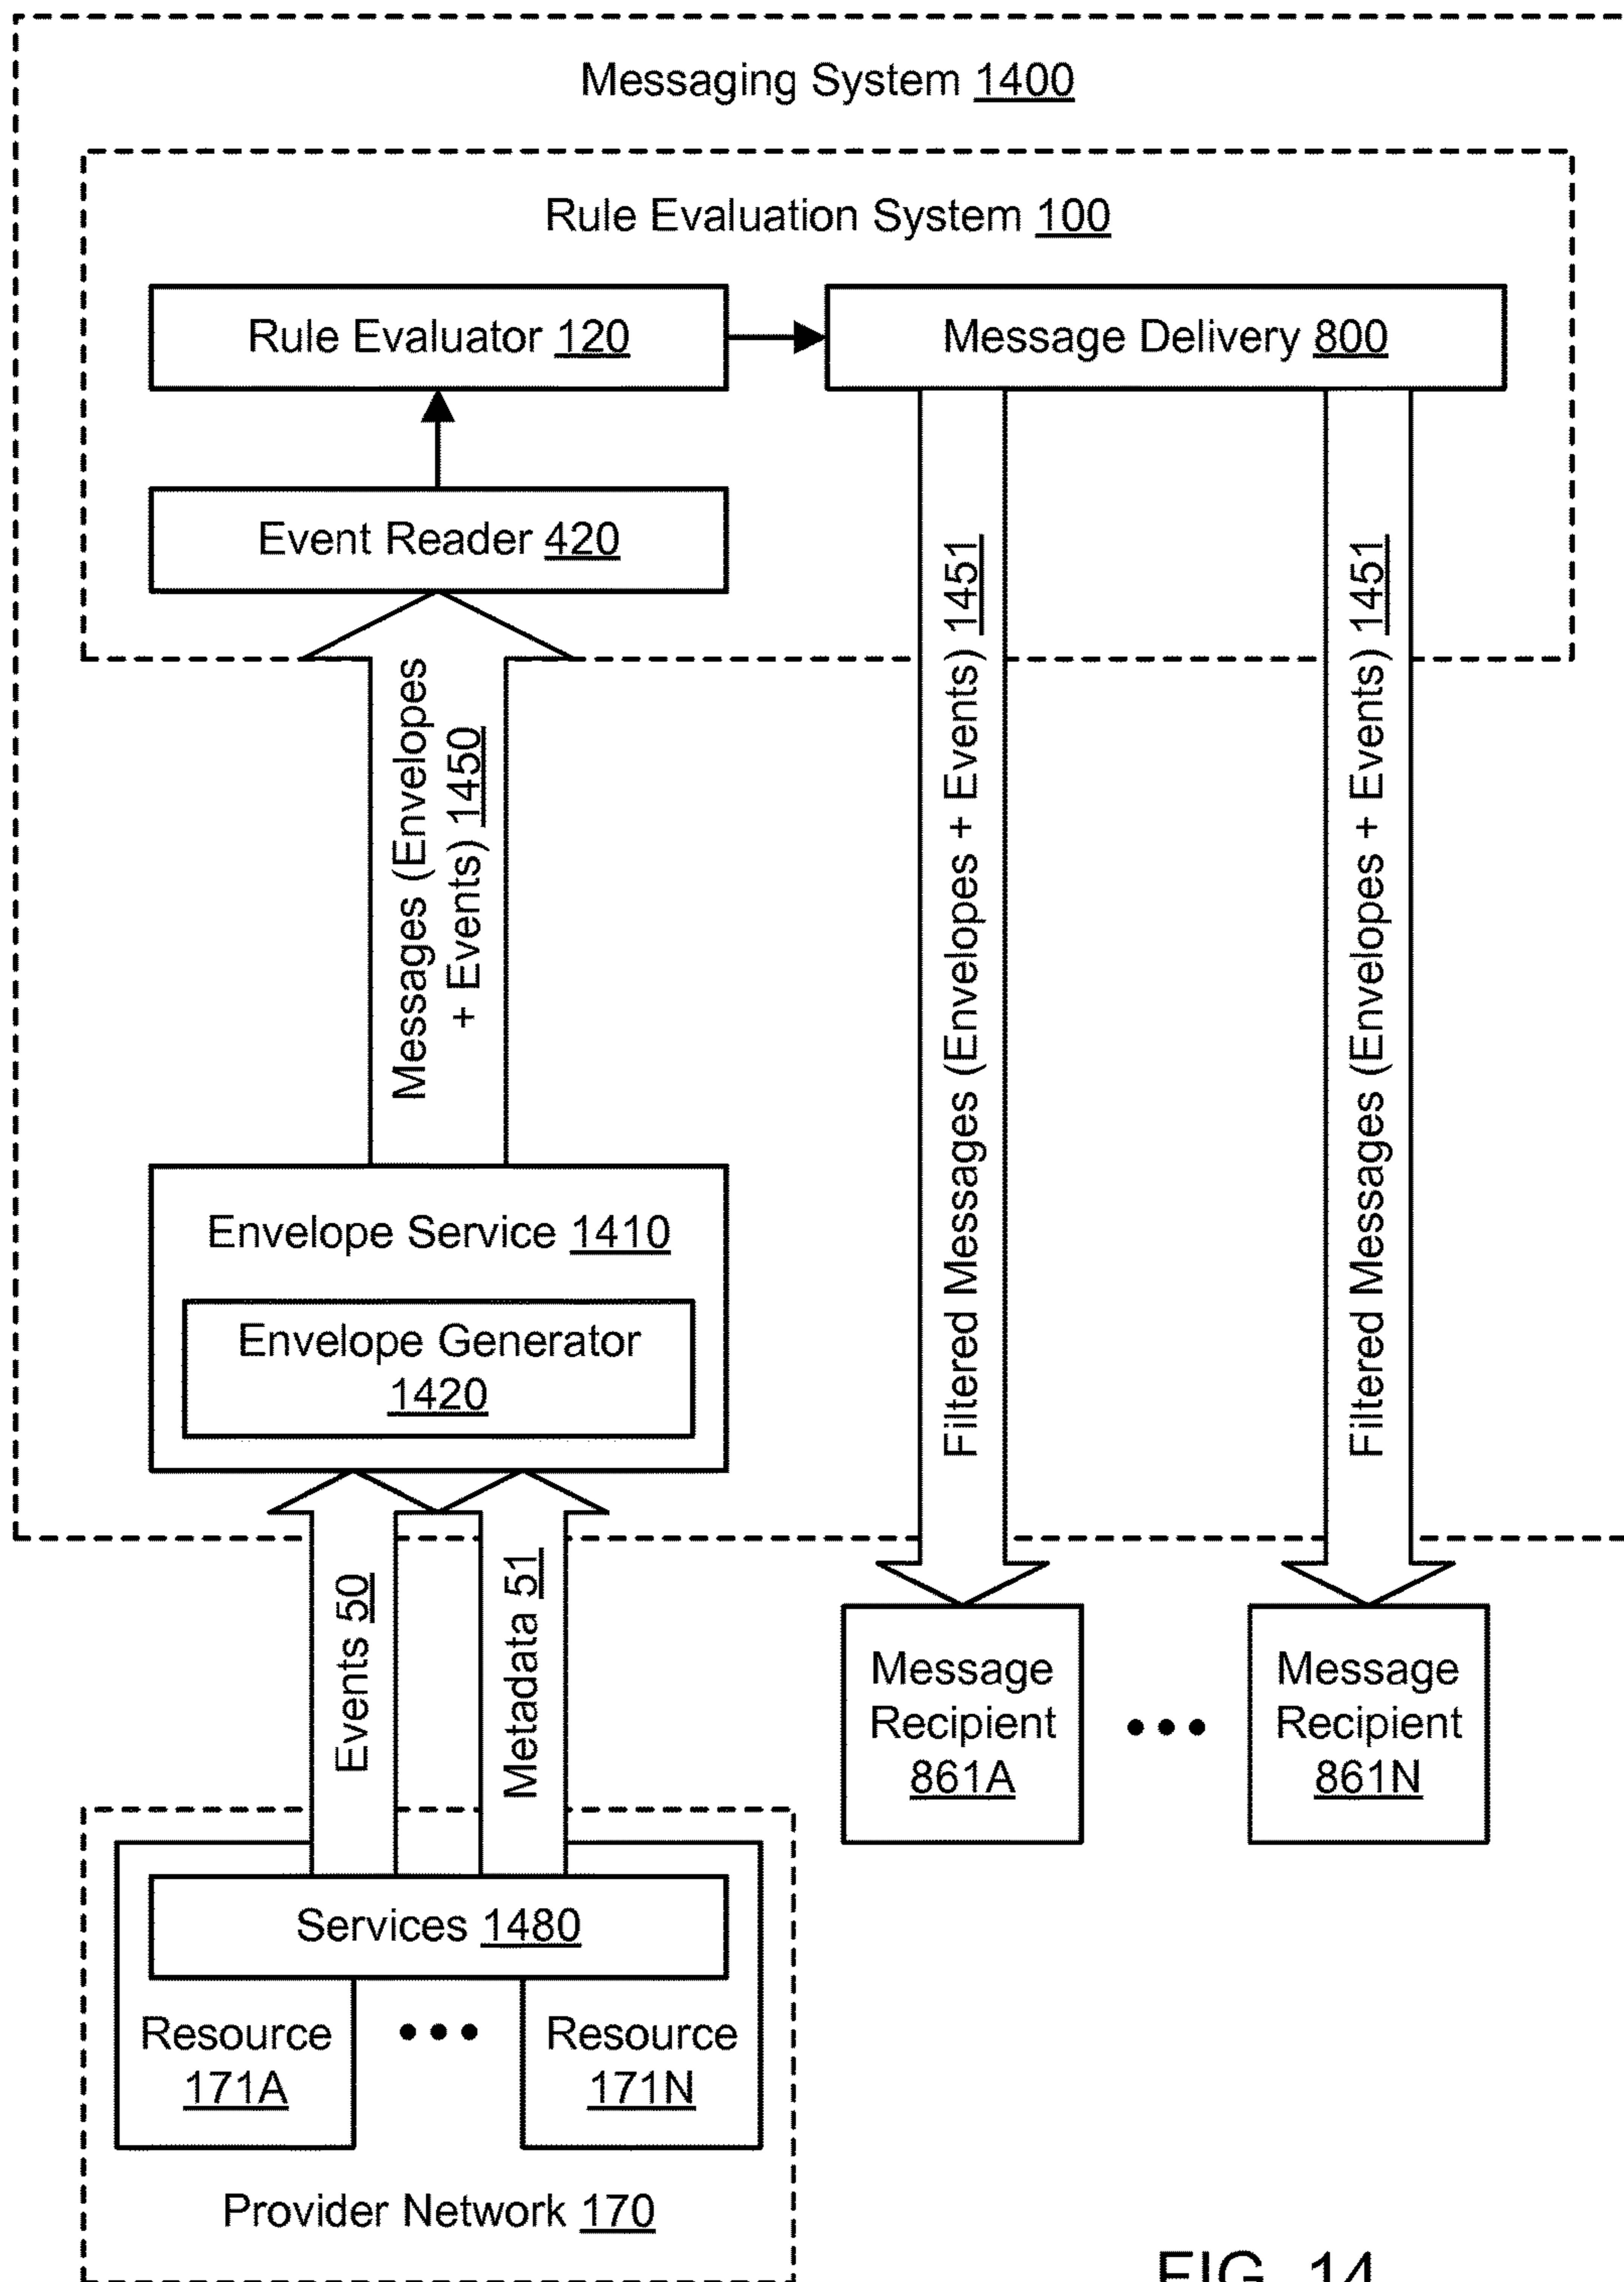 Messaging System 1400
Rule Evaluation System 100
Rule Evaluator 120
Message Delivery 800
Event Reader 420
Messages (Envelopes
+ Events) 1450
Filtered Messages (Envelopes + Events) 1451
Filtered Messages (Envelopes + Events) 1451
Envelope Service 1410
Envelope Generator
1420
Events 50
Metadata 51
Message
Recipient
861A
Message
Recipient
861N
Services 1480
Resource
171A
Resource
171N
Provider Network 170
FIG. 14